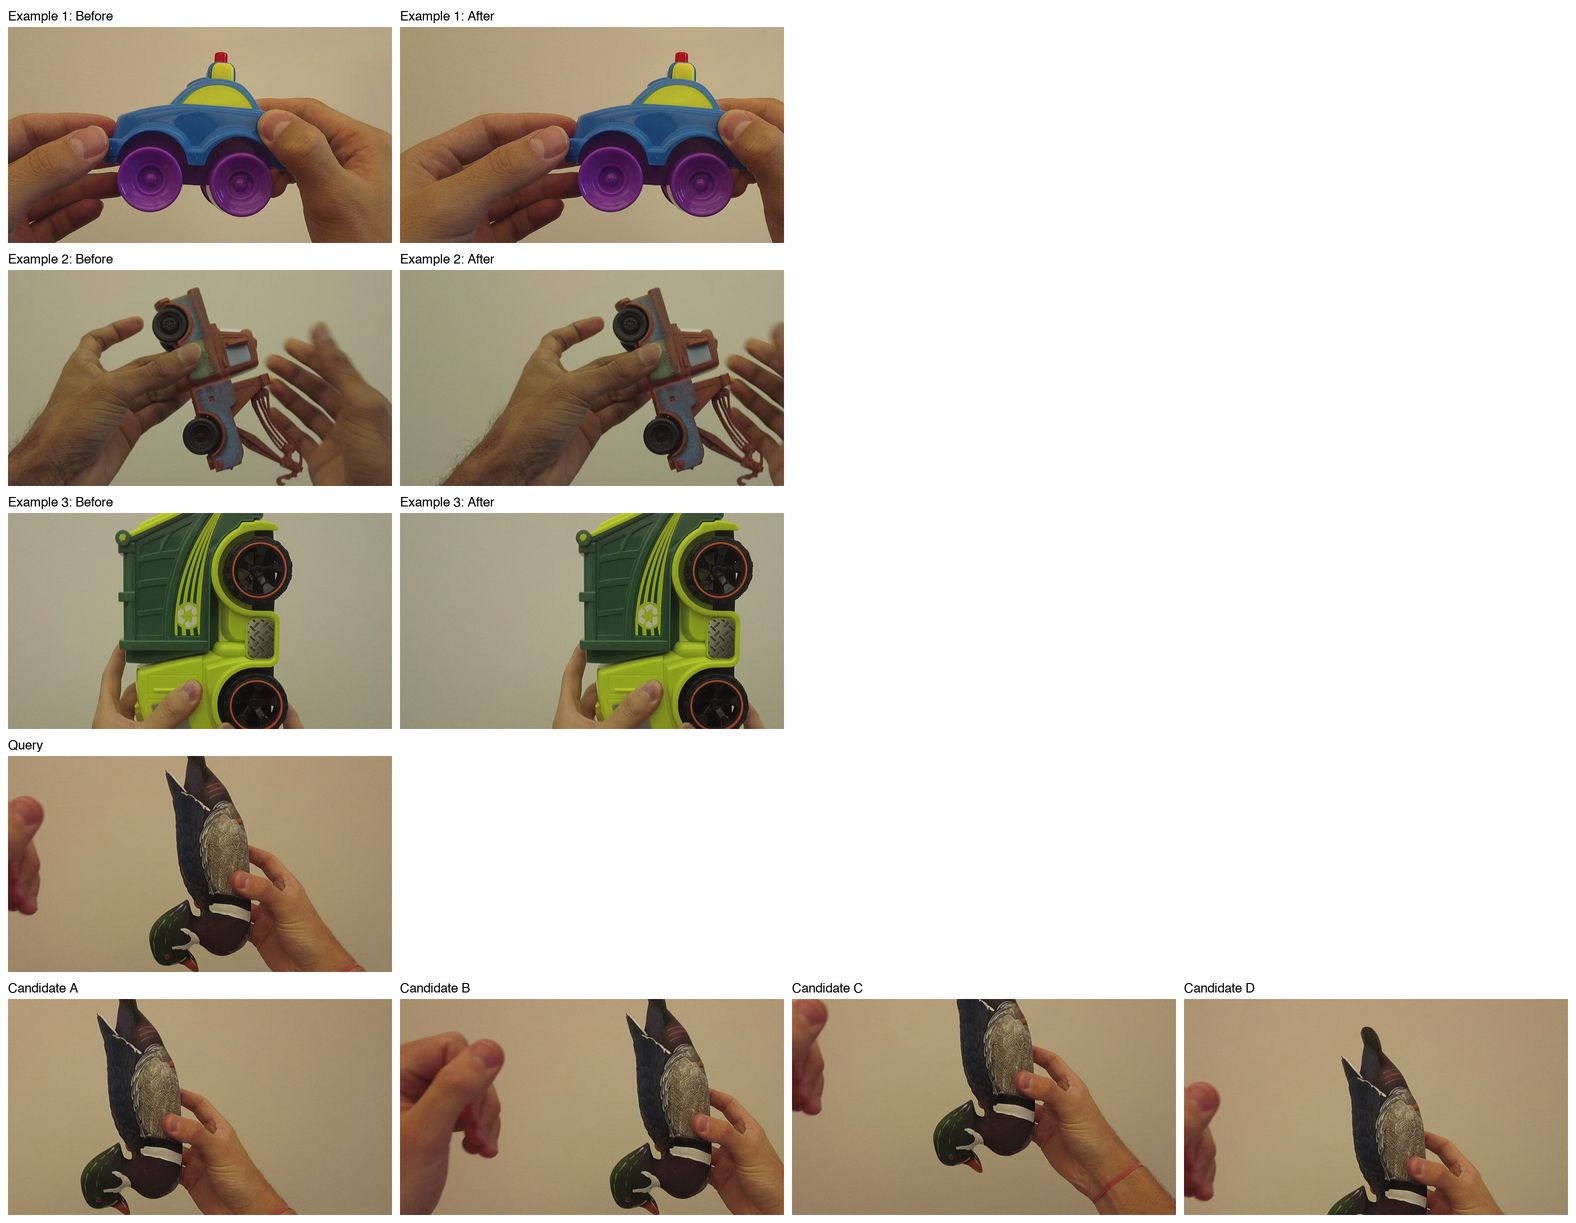 Example 1: Before
Example 1: After
Example 2: Before
Example 2: After
Example 3: Before
Example 3: After
Query
Candidate A
Candidate B
Candidate C
Candidate D